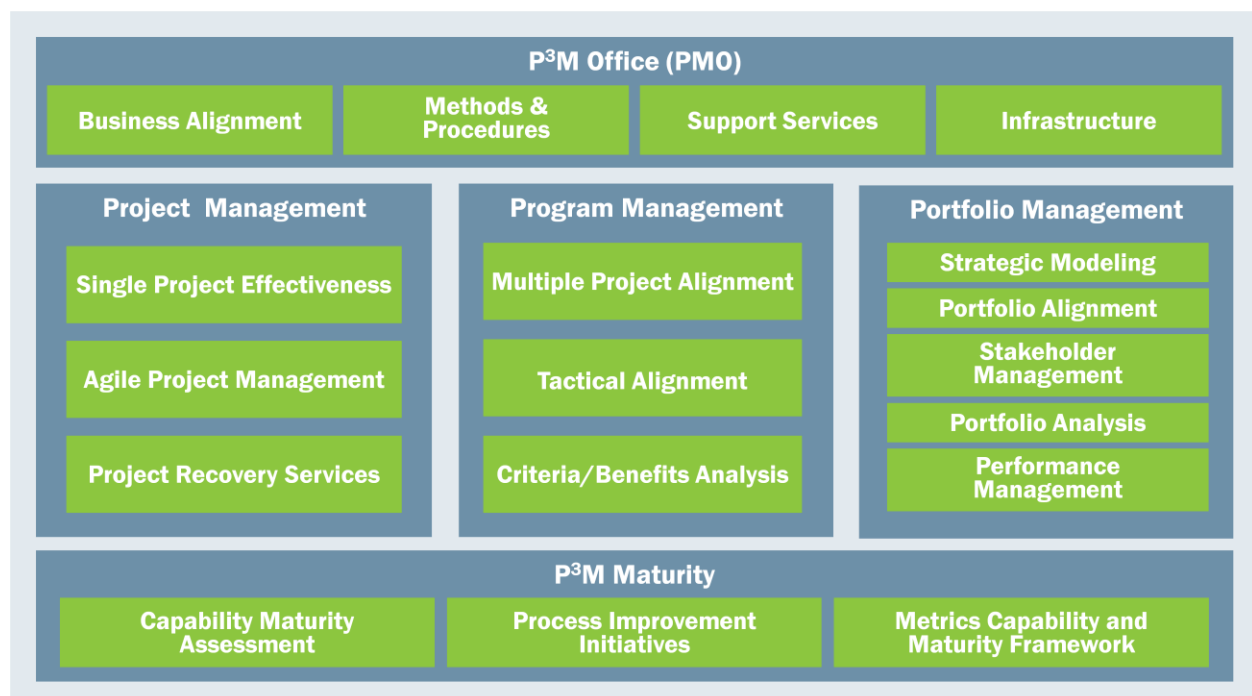 P³M Office (PMO)
Business Alignment
Methods &
Procedures
Support Services
Infrastructure
Project Management
Single Project Effectiveness
Agile Project Management
Project Recovery Services
Program Management
Multiple Project Alignment
Tactical Alignment
Criteria/Benefits Analysis
Portfolio Management
Strategic Modeling
Portfolio Alignment
Stakeholder
Management
Portfolio Analysis
Performance
Management
P³M Maturity
Capability Maturity
Assessment
Process Improvement
Initiatives
Metrics Capability and
Maturity Framework